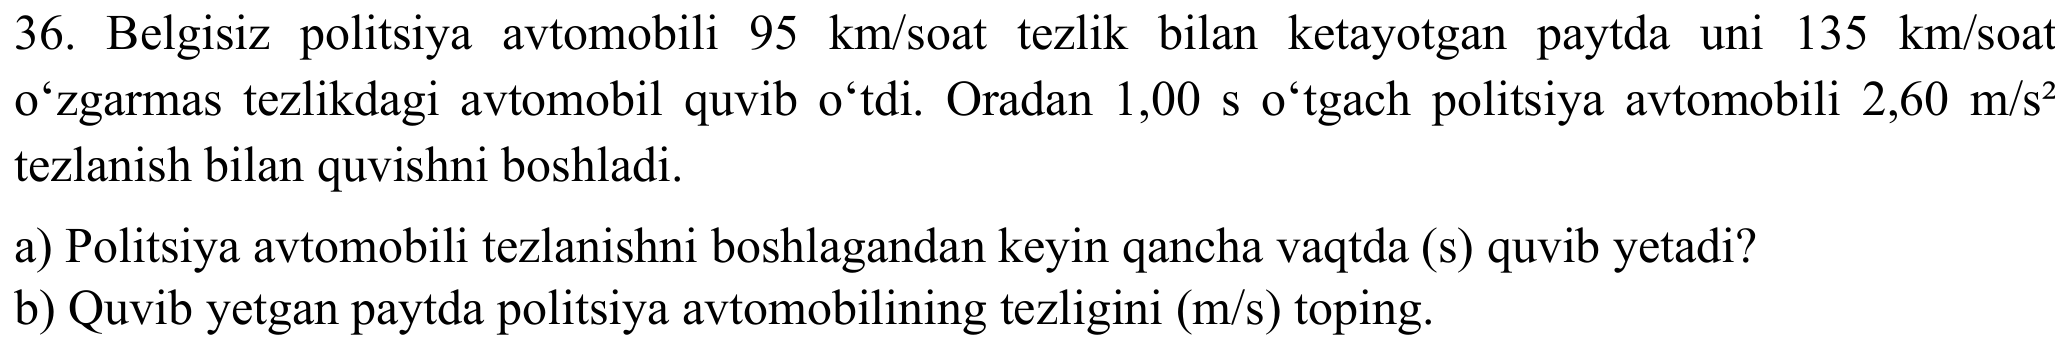 36. Belgisiz politsiya avtomobili 95 km/soat tezlik bilan ketayotgan paytda uni 135 km/soat
o‘zgarmas tezlikdagi avtomobil quvib o‘tdi. Oradan 1,00 s o‘tgach politsiya avtomobili 2,60 m/s²
tezlanish bilan quvishni boshladi.
a) Politsiya avtomobili tezlanishni boshlagandan keyin qancha vaqtda (s) quvib yetadi?
b) Quvib yetgan paytda politsiya avtomobilining tezligini (m/s) toping.